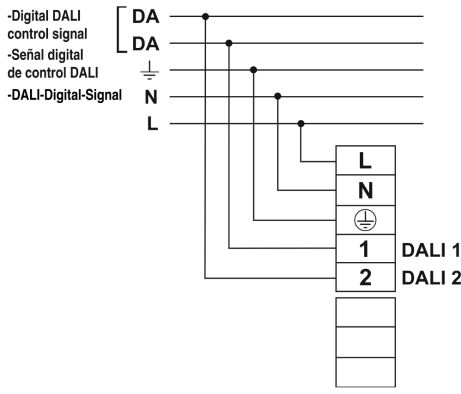 -Digital DALI
control signal
-Señal digital
de control DALI
-DALI-Digital-Signal
DA
DA
N
L
L
N
1 DALI 1
2 DALI 2